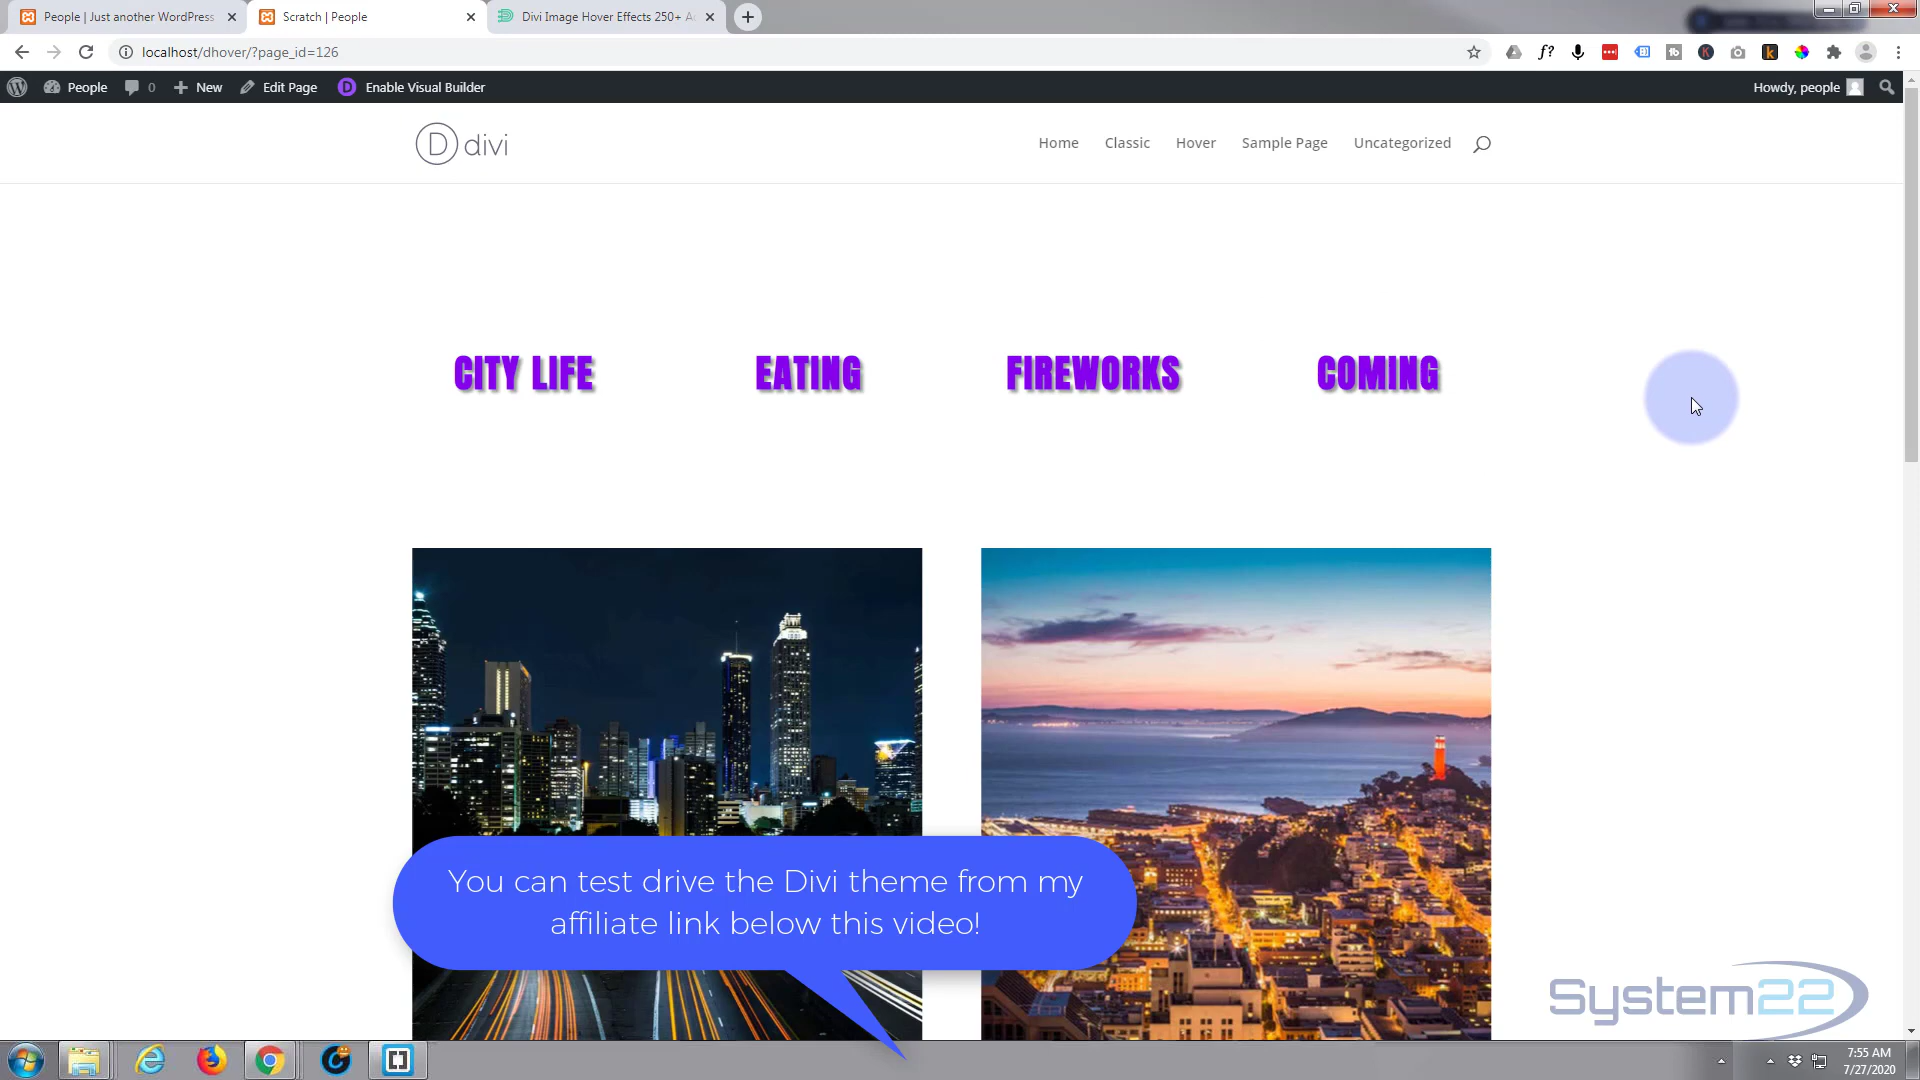 People | Just another WordPress
Scratch | People
Divi Image Hover Effects 250+ A
localhost/dhover/?page_id=126
People
0
New
Edit Page
Enable Visual Builder
Howdy, people
D divi
Home
Classic
Hover
Sample Page
Uncategorized
CITY LIFE
EATING
FIREWORKS
COMING
You can test drive the Divi theme from my
affiliate link below this video!
System22
7:55 AM
7/27/2020